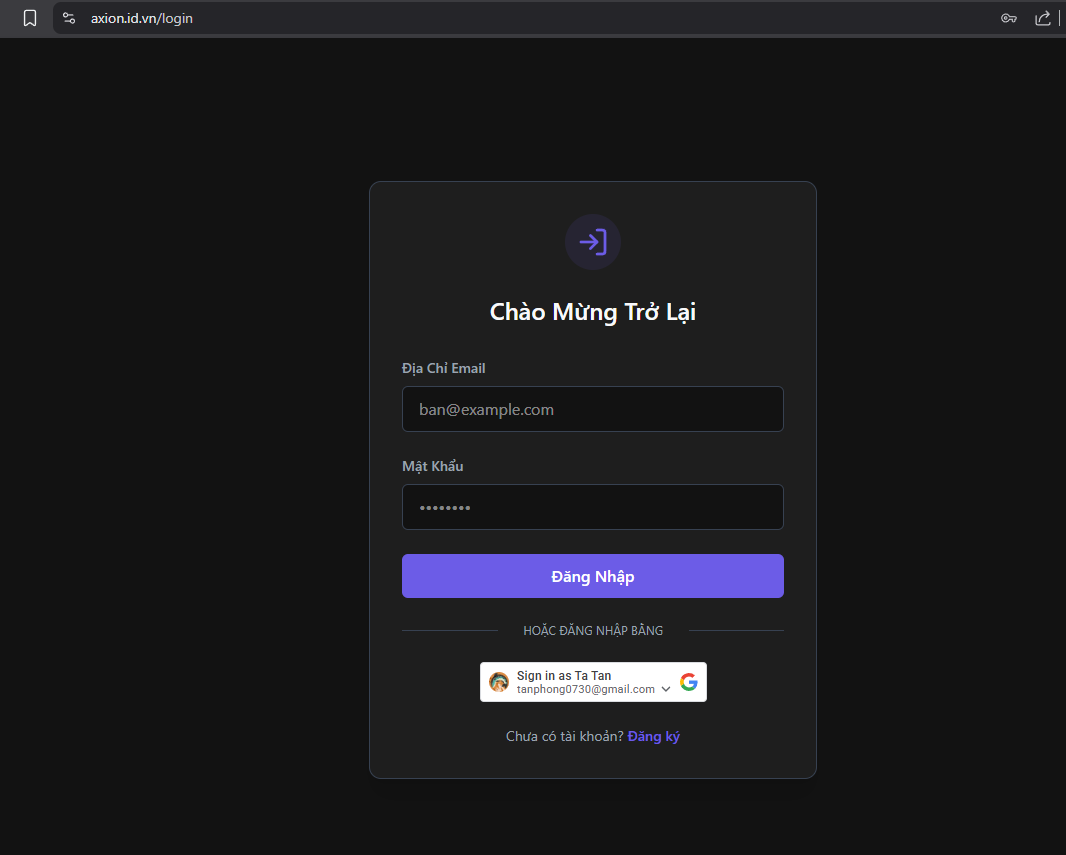 axion.id.vn/login
Chào Mừng Trở Lại
Địa Chỉ Email
ban@example.com
Mật Khẩu
••••••••
Đăng Nhập
HOẶC ĐĂNG NHẬP BẰNG
Sign in as Ta Tan
tanphong0730@gmail.com
Chưa có tài khoản? Đăng ký